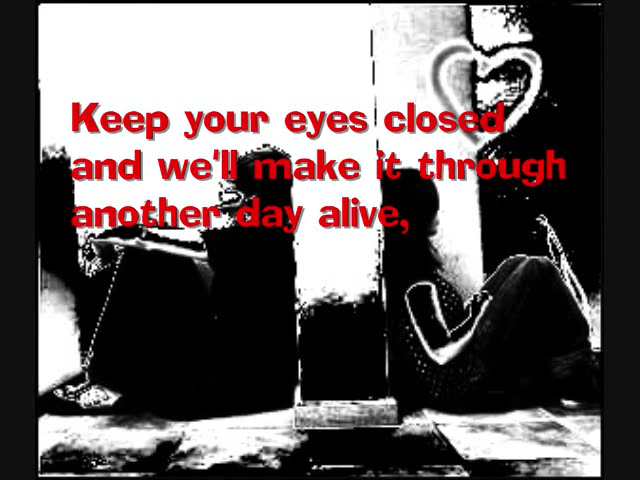 Keep your eyes closed
and we'll make it through
another day alive,